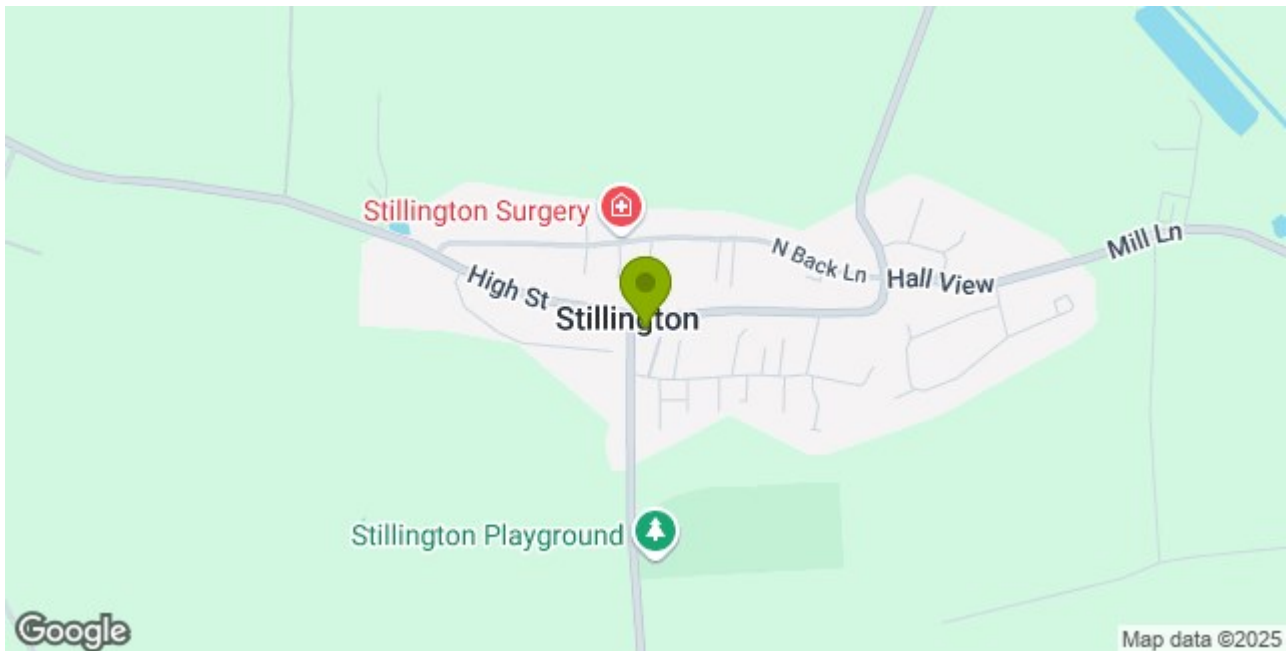 Stillington Surgery
N Back Ln
Hall View
Mill Ln
High St
Stillington
Stillington Playground
Google
Map data ©2025